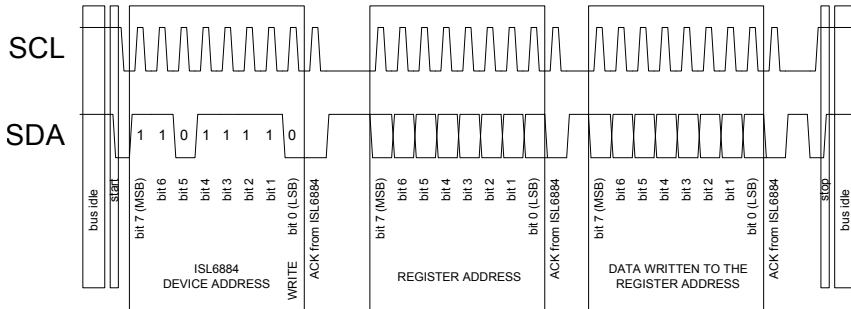 SCL
SDA
1 1 0 1 1 1 1 0
bus idle
start
bit 7 (MSB)
bit 6
bit 5
bit 4
bit 3
bit 2
bit 1
bit 0 (LSB)
ACK from ISL6884
bit 7 (MSB)
bit 6
bit 5
bit 4
bit 3
bit 2
bit 1
bit 0 (LSB)
ACK from ISL6884
bit 7 (MSB)
bit 6
bit 5
bit 4
bit 3
bit 2
bit 1
bit 0 (LSB)
ACK from ISL6884
stop
bus idle
ISL6884
DEVICE ADDRESS
WRITE
REGISTER ADDRESS
DATA WRITTEN TO THE
REGISTER ADDRESS